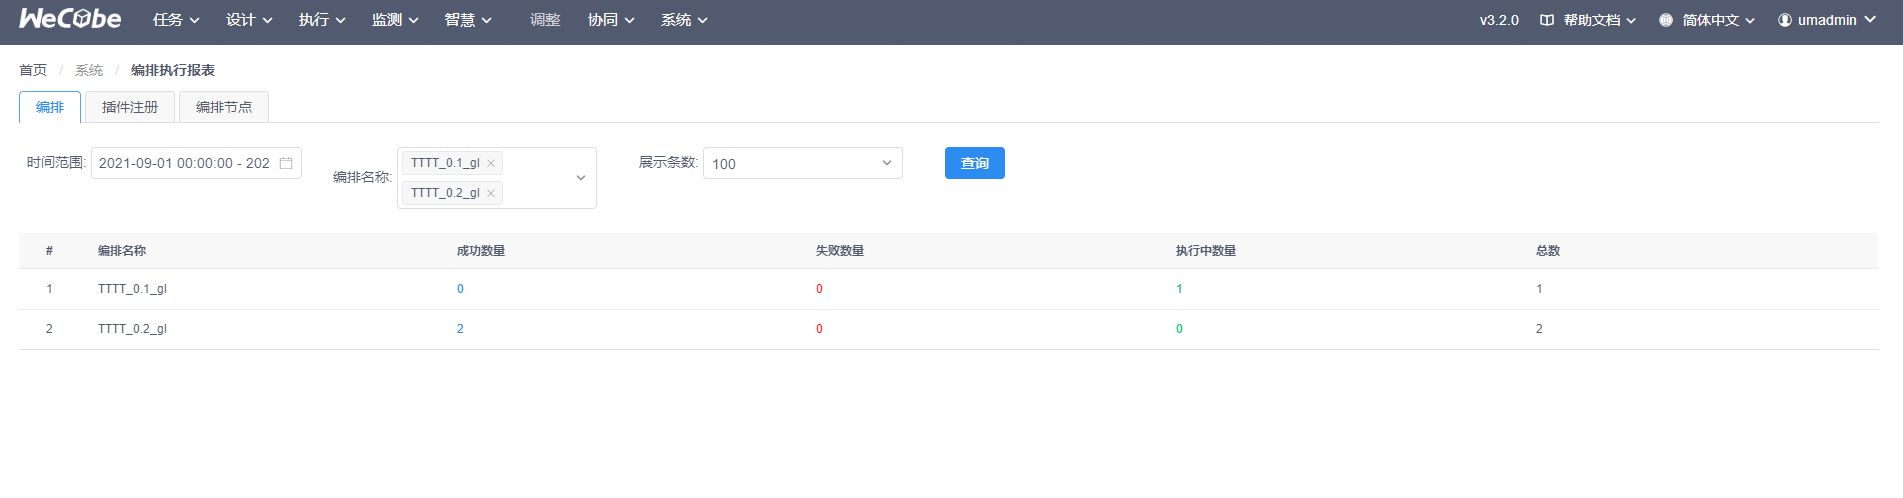 WeCube 任务 设计 执行 监测 智慧 调整 协同 系统 v3.2.0 帮助文档 简体中文 umadmin
首页 / 系统 / 编排执行报表
编排 插件注册 编排节点
时间范围: 2021-09-01 00:00:00 - 202 编排名称: TTTT_0.1_gl × 展示条数: 100 查询
TTTT_0.2_gl ×
# 编排名称 成功数量 失败数量 执行中数量 总数
1 TTTT_0.1_gl 0 0 1 1
2 TTTT_0.2_gl 2 0 0 2